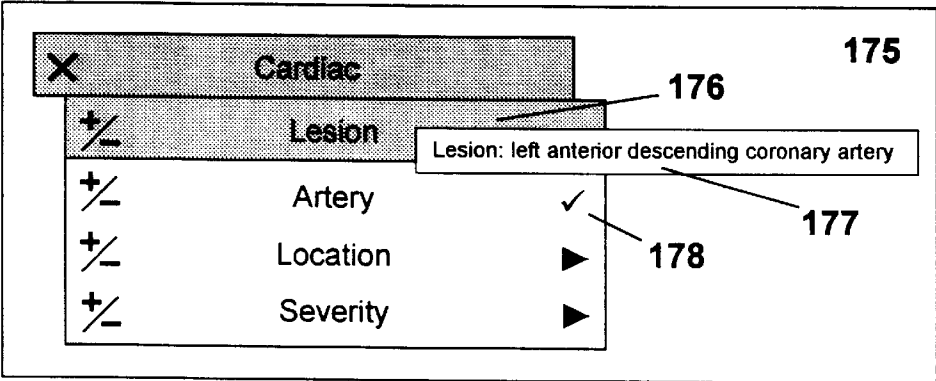 175
Cardiac
176
+/- Lesion
Lesion: left anterior descending coronary artery
+/- Artery ✓
177
+/- Location ▶
178
+/- Severity ▶